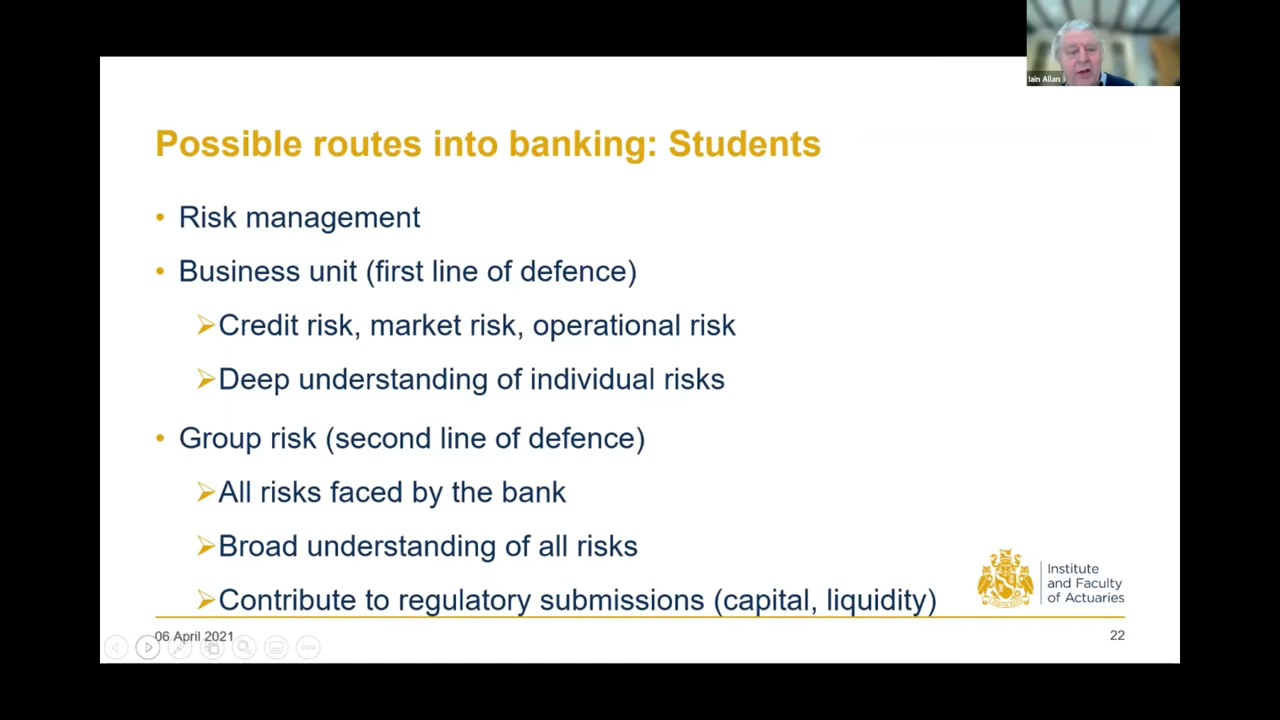 Iain Allan
Possible routes into banking: Students
• Risk management
• Business unit (first line of defence)
➢Credit risk, market risk, operational risk
➢Deep understanding of individual risks
• Group risk (second line of defence)
➢All risks faced by the bank
➢Broad understanding of all risks
➢Contribute to regulatory submissions (capital, liquidity)
Institute
and Faculty
of Actuaries
06 April 2021
22